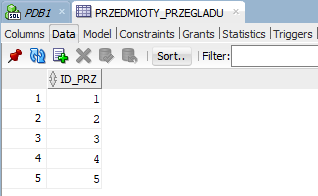 SQL PDB1 PRZEDMIOTY_PRZEGLADU
Columns Data Model Constraints Grants Statistics Triggers
Sort.. Filter:
ID_PRZ
1 1
2 2
3 3
4 4
5 5